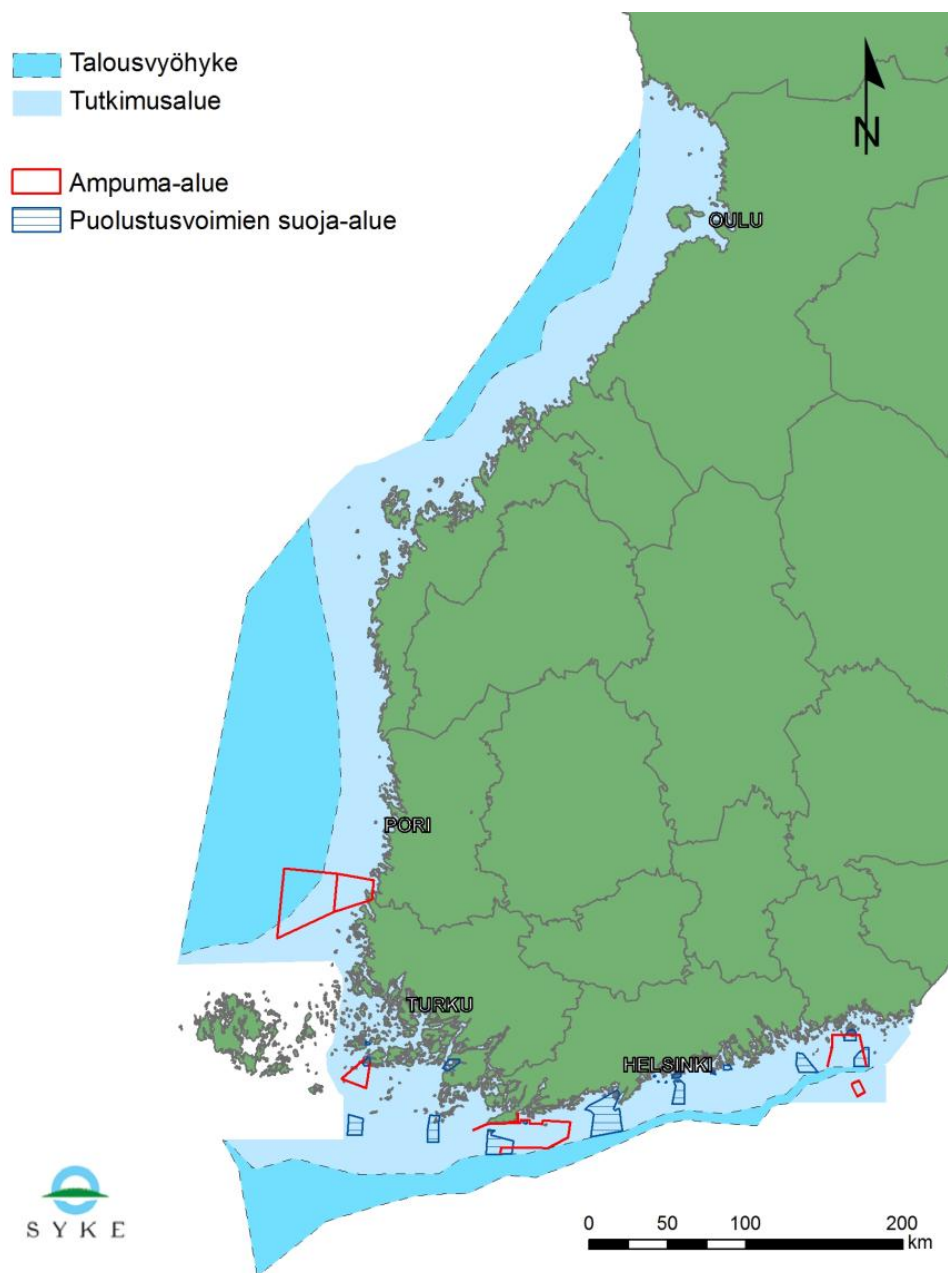 Talousvyöhyke
Tutkimusalue
Ampuma-alue
Puolustusvoimien suoja-alue
N
OULU
PORI
TURKU
HELSINKI
SYKE
0 50 100 200
km